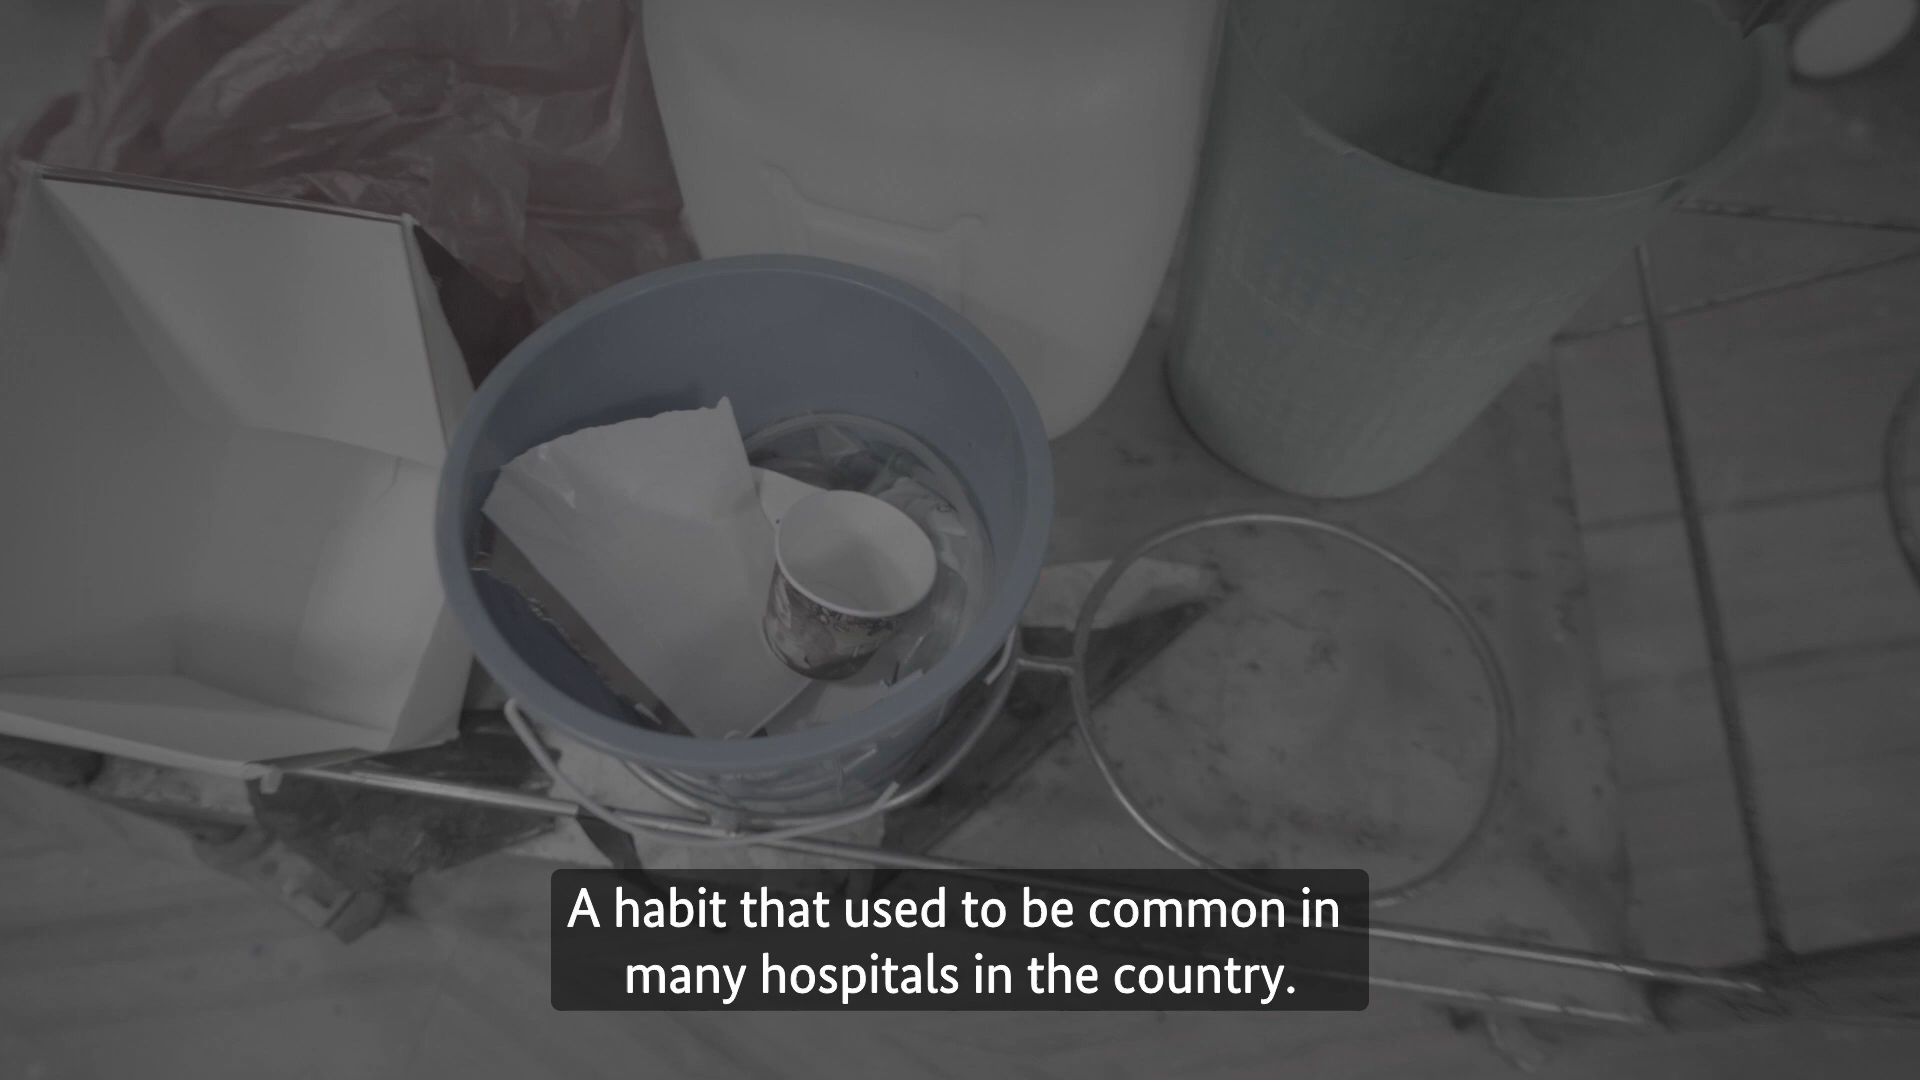 A habit that used to be common in
many hospitals in the country.